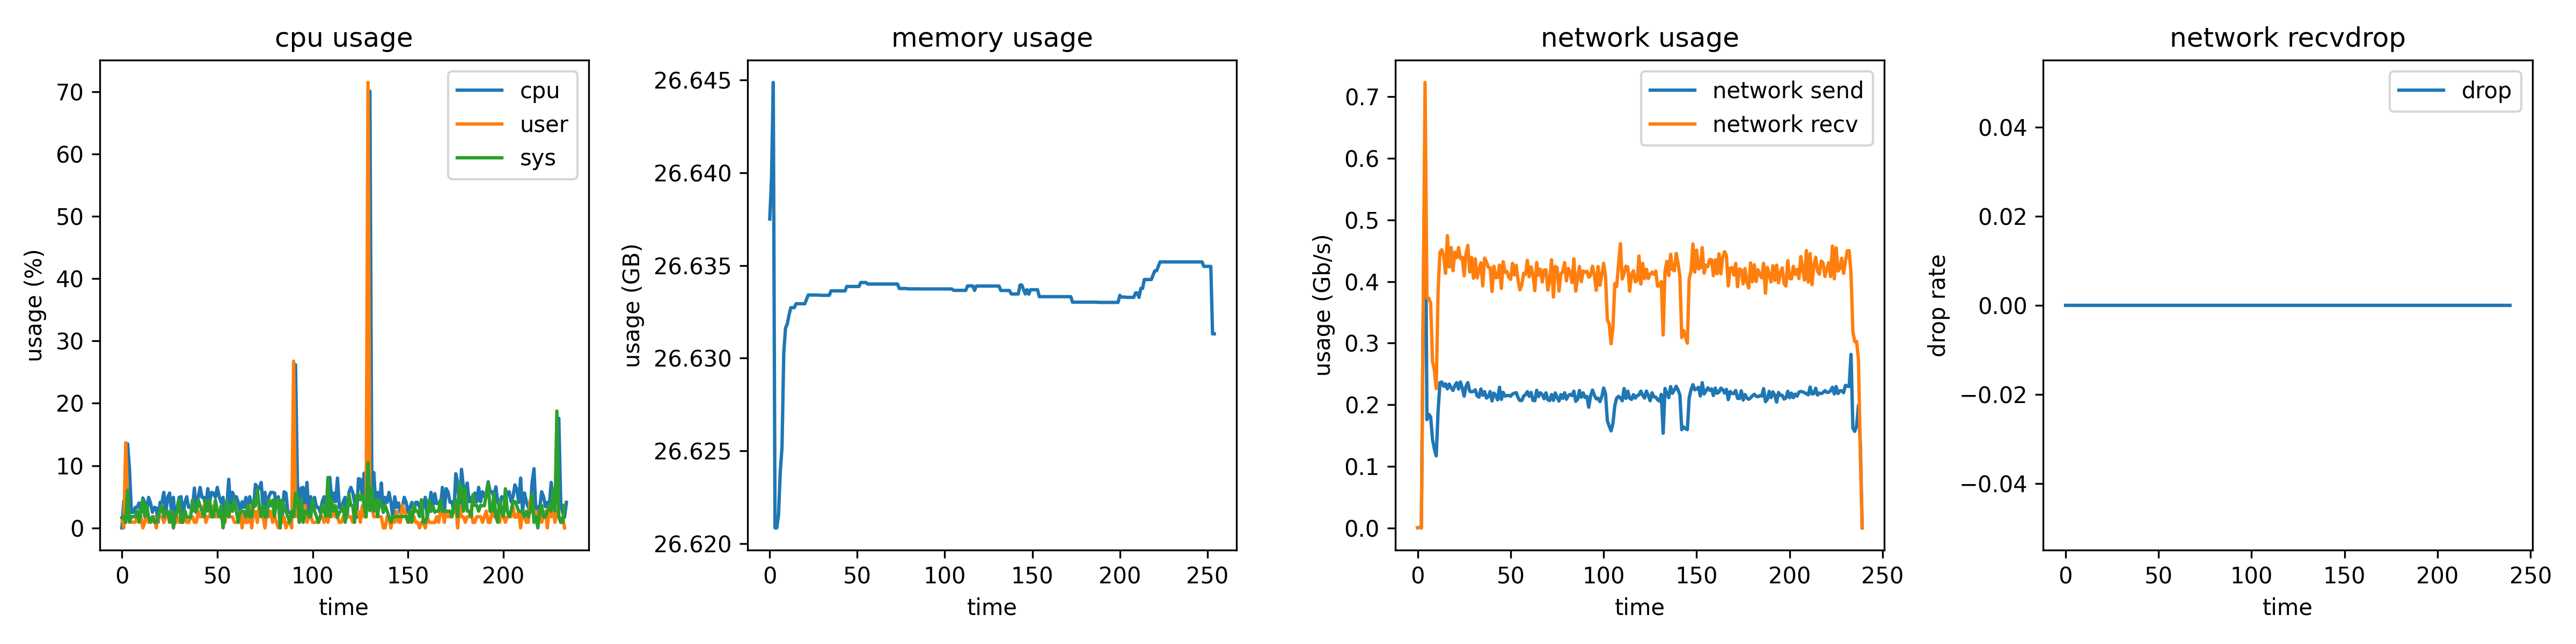 cpu usage
usage (%)
70
60
50
40
30
20
10
0
0 50 100 150 200
time
cpu
user
sys
memory usage
usage (GB)
26.645
26.640
26.635
26.630
26.625
26.620
0 50 100 150 200 250
time
network usage
usage (Gb/s)
0.7
0.6
0.5
0.4
0.3
0.2
0.1
0.0
0 50 100 150 200 250
time
network send
network recv
network recvdrop
drop rate
0.04
0.02
0.00
−0.02
−0.04
0 50 100 150 200 250
time
drop